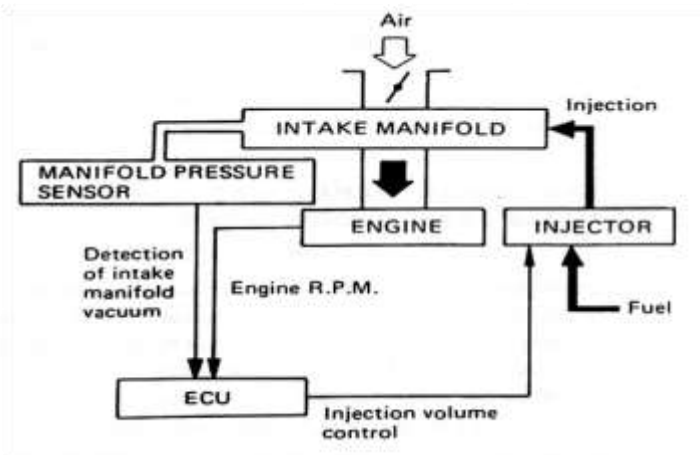 Air
Injection
INTAKE MANIFOLD
MANIFOLD PRESSURE
SENSOR
ENGINE
INJECTOR
Detection
of intake
manifold
vacuum
Engine R.P.M.
Fuel
ECU
Injection volume
control